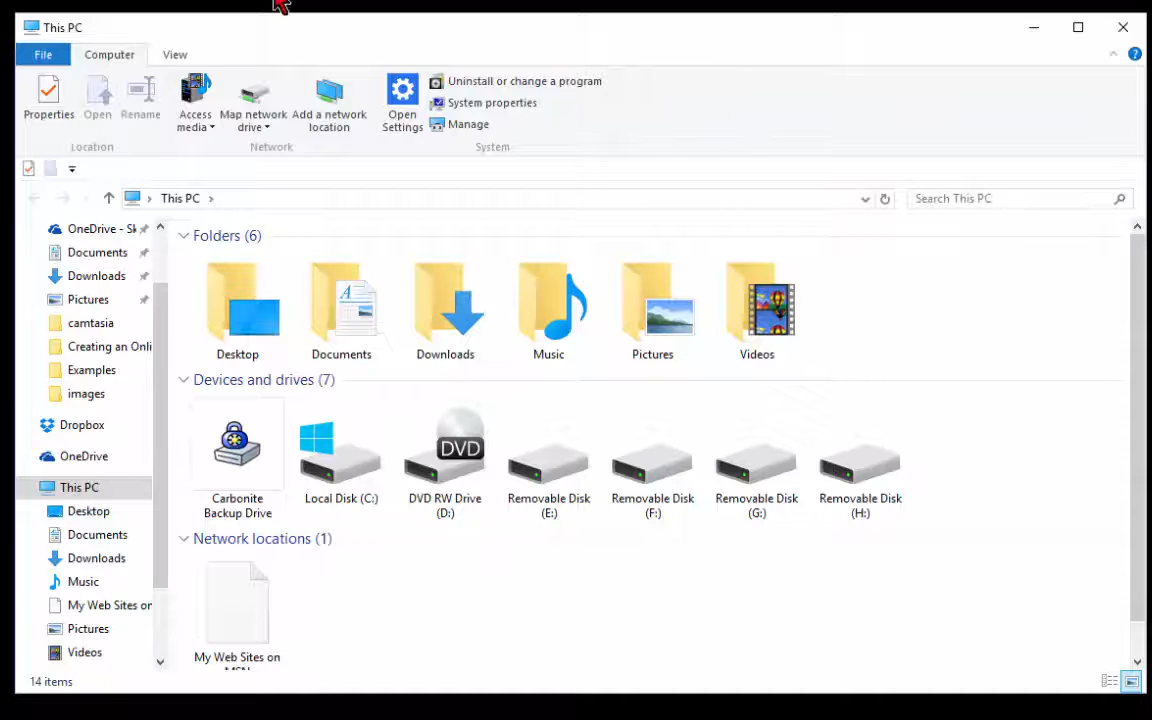 This PC
File
Computer
View
Properties
Open
Rename
Access
media
Map network
drive
Add a network
location
Open
Settings
Uninstall or change a program
System properties
Manage
Location
Network
System
This PC
Search This PC
OneDrive - Sk
Documents
Downloads
Pictures
camtasia
Creating an Onli
Examples
images
Dropbox
OneDrive
This PC
Desktop
Documents
Downloads
Music
My Web Sites on
Pictures
Videos
Folders (6)
Desktop
Documents
Downloads
Music
Pictures
Videos
Devices and drives (7)
DVD
Carbonite
Backup Drive
Local Disk (C:)
DVD RW Drive
(D:)
Removable Disk
(E:)
Removable Disk
(F:)
Removable Disk
(G:)
Removable Disk
(H:)
Network locations (1)
My Web Sites on
MSN
14 items